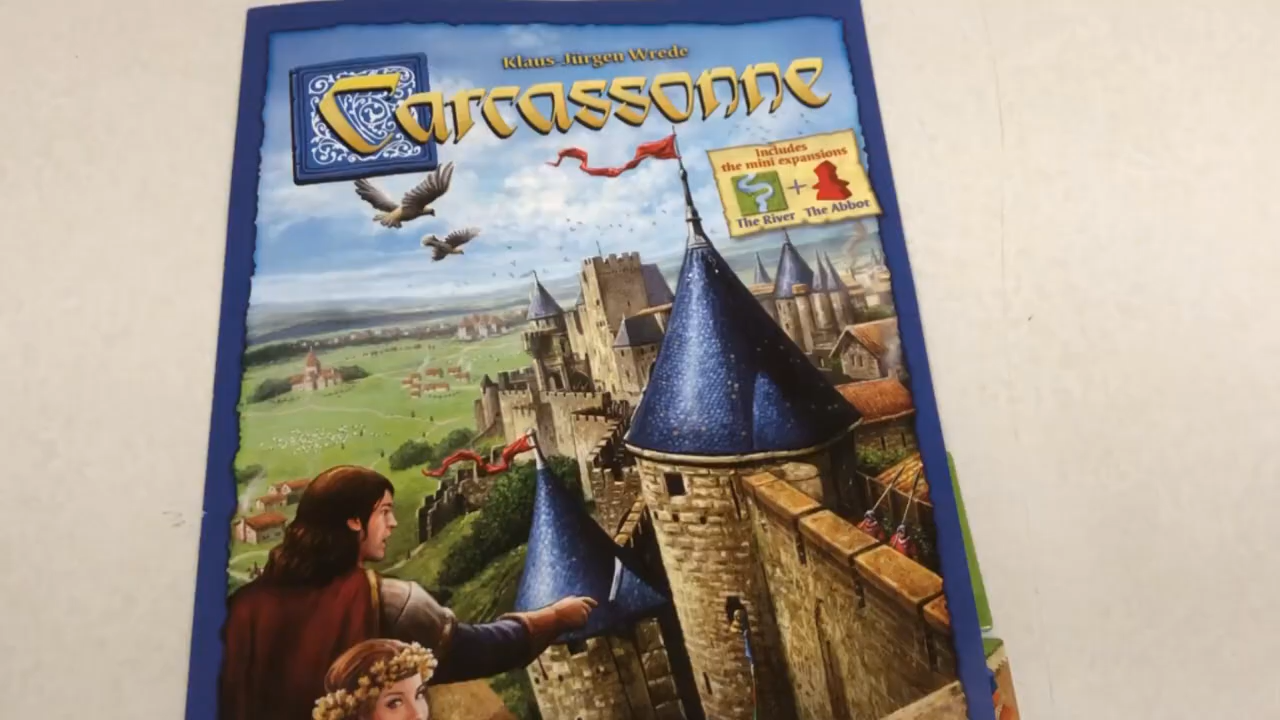 Klaus-Jürgen Wrede
Carcassonne
Includes
the mini expansions
+
The River The Abbot